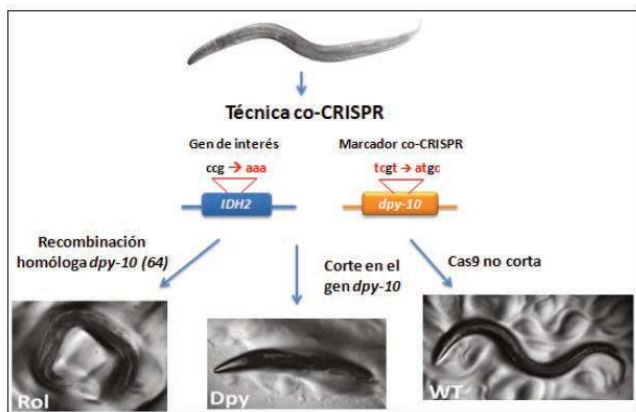 Técnica co-CRISPR
Gen de interés
Marcador co-CRISPR
ccg → aaa
tcgt → atgc
IDH2
dpy-10
Recombinación
homóloga dpy-10 (64)
Corte en el
gen dpy-10
Cas9 no corta
Rol
Dpy
WT